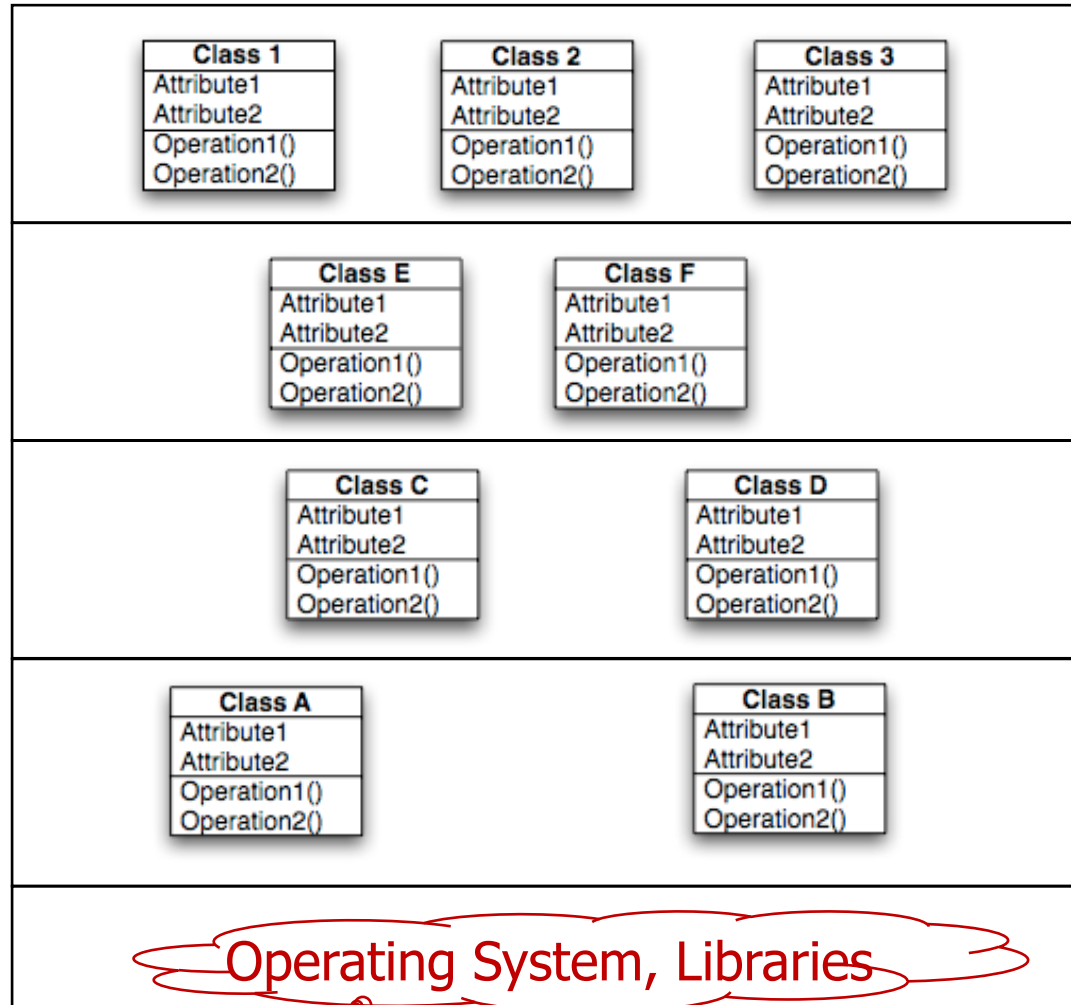 Class 1
Attribute1
Attribute2
Operation1()
Operation2()
Class 2
Attribute1
Attribute2
Operation1()
Operation2()
Class 3
Attribute1
Attribute2
Operation1()
Operation2()
Class E
Attribute1
Attribute2
Operation1()
Operation2()
Class F
Attribute1
Attribute2
Operation1()
Operation2()
Class C
Attribute1
Attribute2
Operation1()
Operation2()
Class D
Attribute1
Attribute2
Operation1()
Operation2()
Class A
Attribute1
Attribute2
Operation1()
Operation2()
Class B
Attribute1
Attribute2
Operation1()
Operation2()
Operating System, Libraries